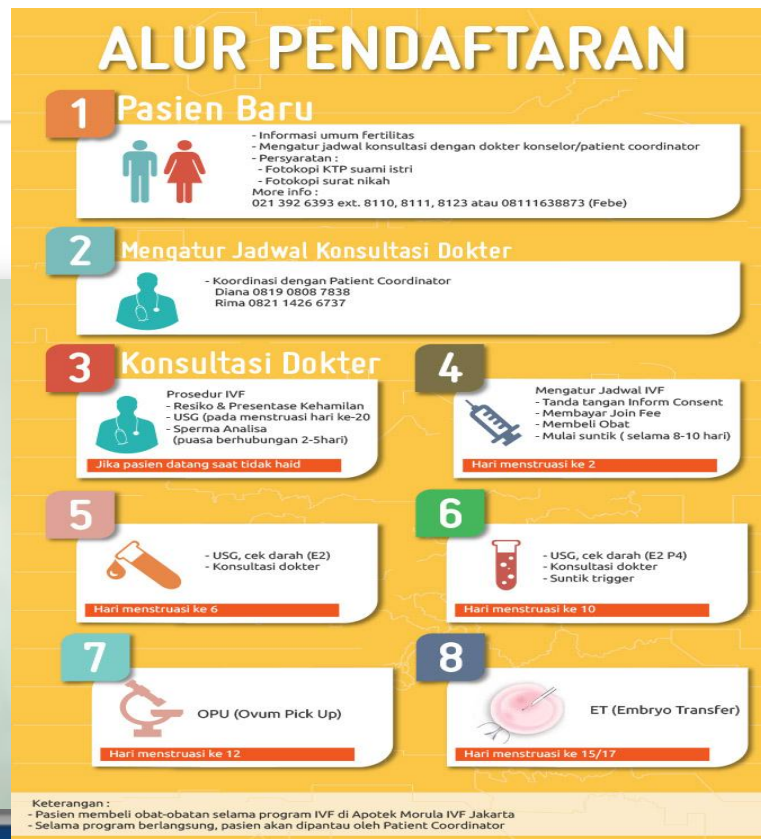 ALUR PENDAFTARAN
1 Pasien Baru
- Informasi umum fertilitas
- Mengatur jadwal konsultasi dengan dokter konselor/patient coordinator
- Persyaratan :
- Fotokopi KTP suami istri
- Fotokopi surat nikah
More info :
021 392 6393 ext. 8110, 8111, 8123 atau 08111638873 (Febe)
2 Mengatur Jadwal Konsultasi Dokter
- Koordinasi dengan Patient Coordinator
Diana 0819 0808 7838
Rima 0821 1426 6737
3 Konsultasi Dokter
Prosedur IVF
- Resiko & Presentase Kehamilan
- USG (pada menstruasi hari ke-20
- Sperma Analisa
(puasa berhubungan 2-5hari)
Jika pasien datang saat tidak haid
4
Mengatur Jadwal IVF
- Tanda tangan Inform Consent
- Membayar Join Fee
- Membeli Obat
- Mulai suntik ( selama 8-10 hari)
Hari menstruasi ke 2
5
- USG, cek darah (E2)
- Konsultasi dokter
Hari menstruasi ke 6
6
- USG, cek darah (E2 P4)
- Konsultasi dokter
- Suntik trigger
Hari menstruasi ke 10
7
OPU (Ovum Pick Up)
Hari menstruasi ke 12
8
ET (Embryo Transfer)
Hari menstruasi ke 15/17
Keterangan :
- Pasien membeli obat-obatan selama program IVF di Apotek Morula IVF Jakarta
- Selama program berlangsung, pasien akan dipantau oleh Patient Coordinator